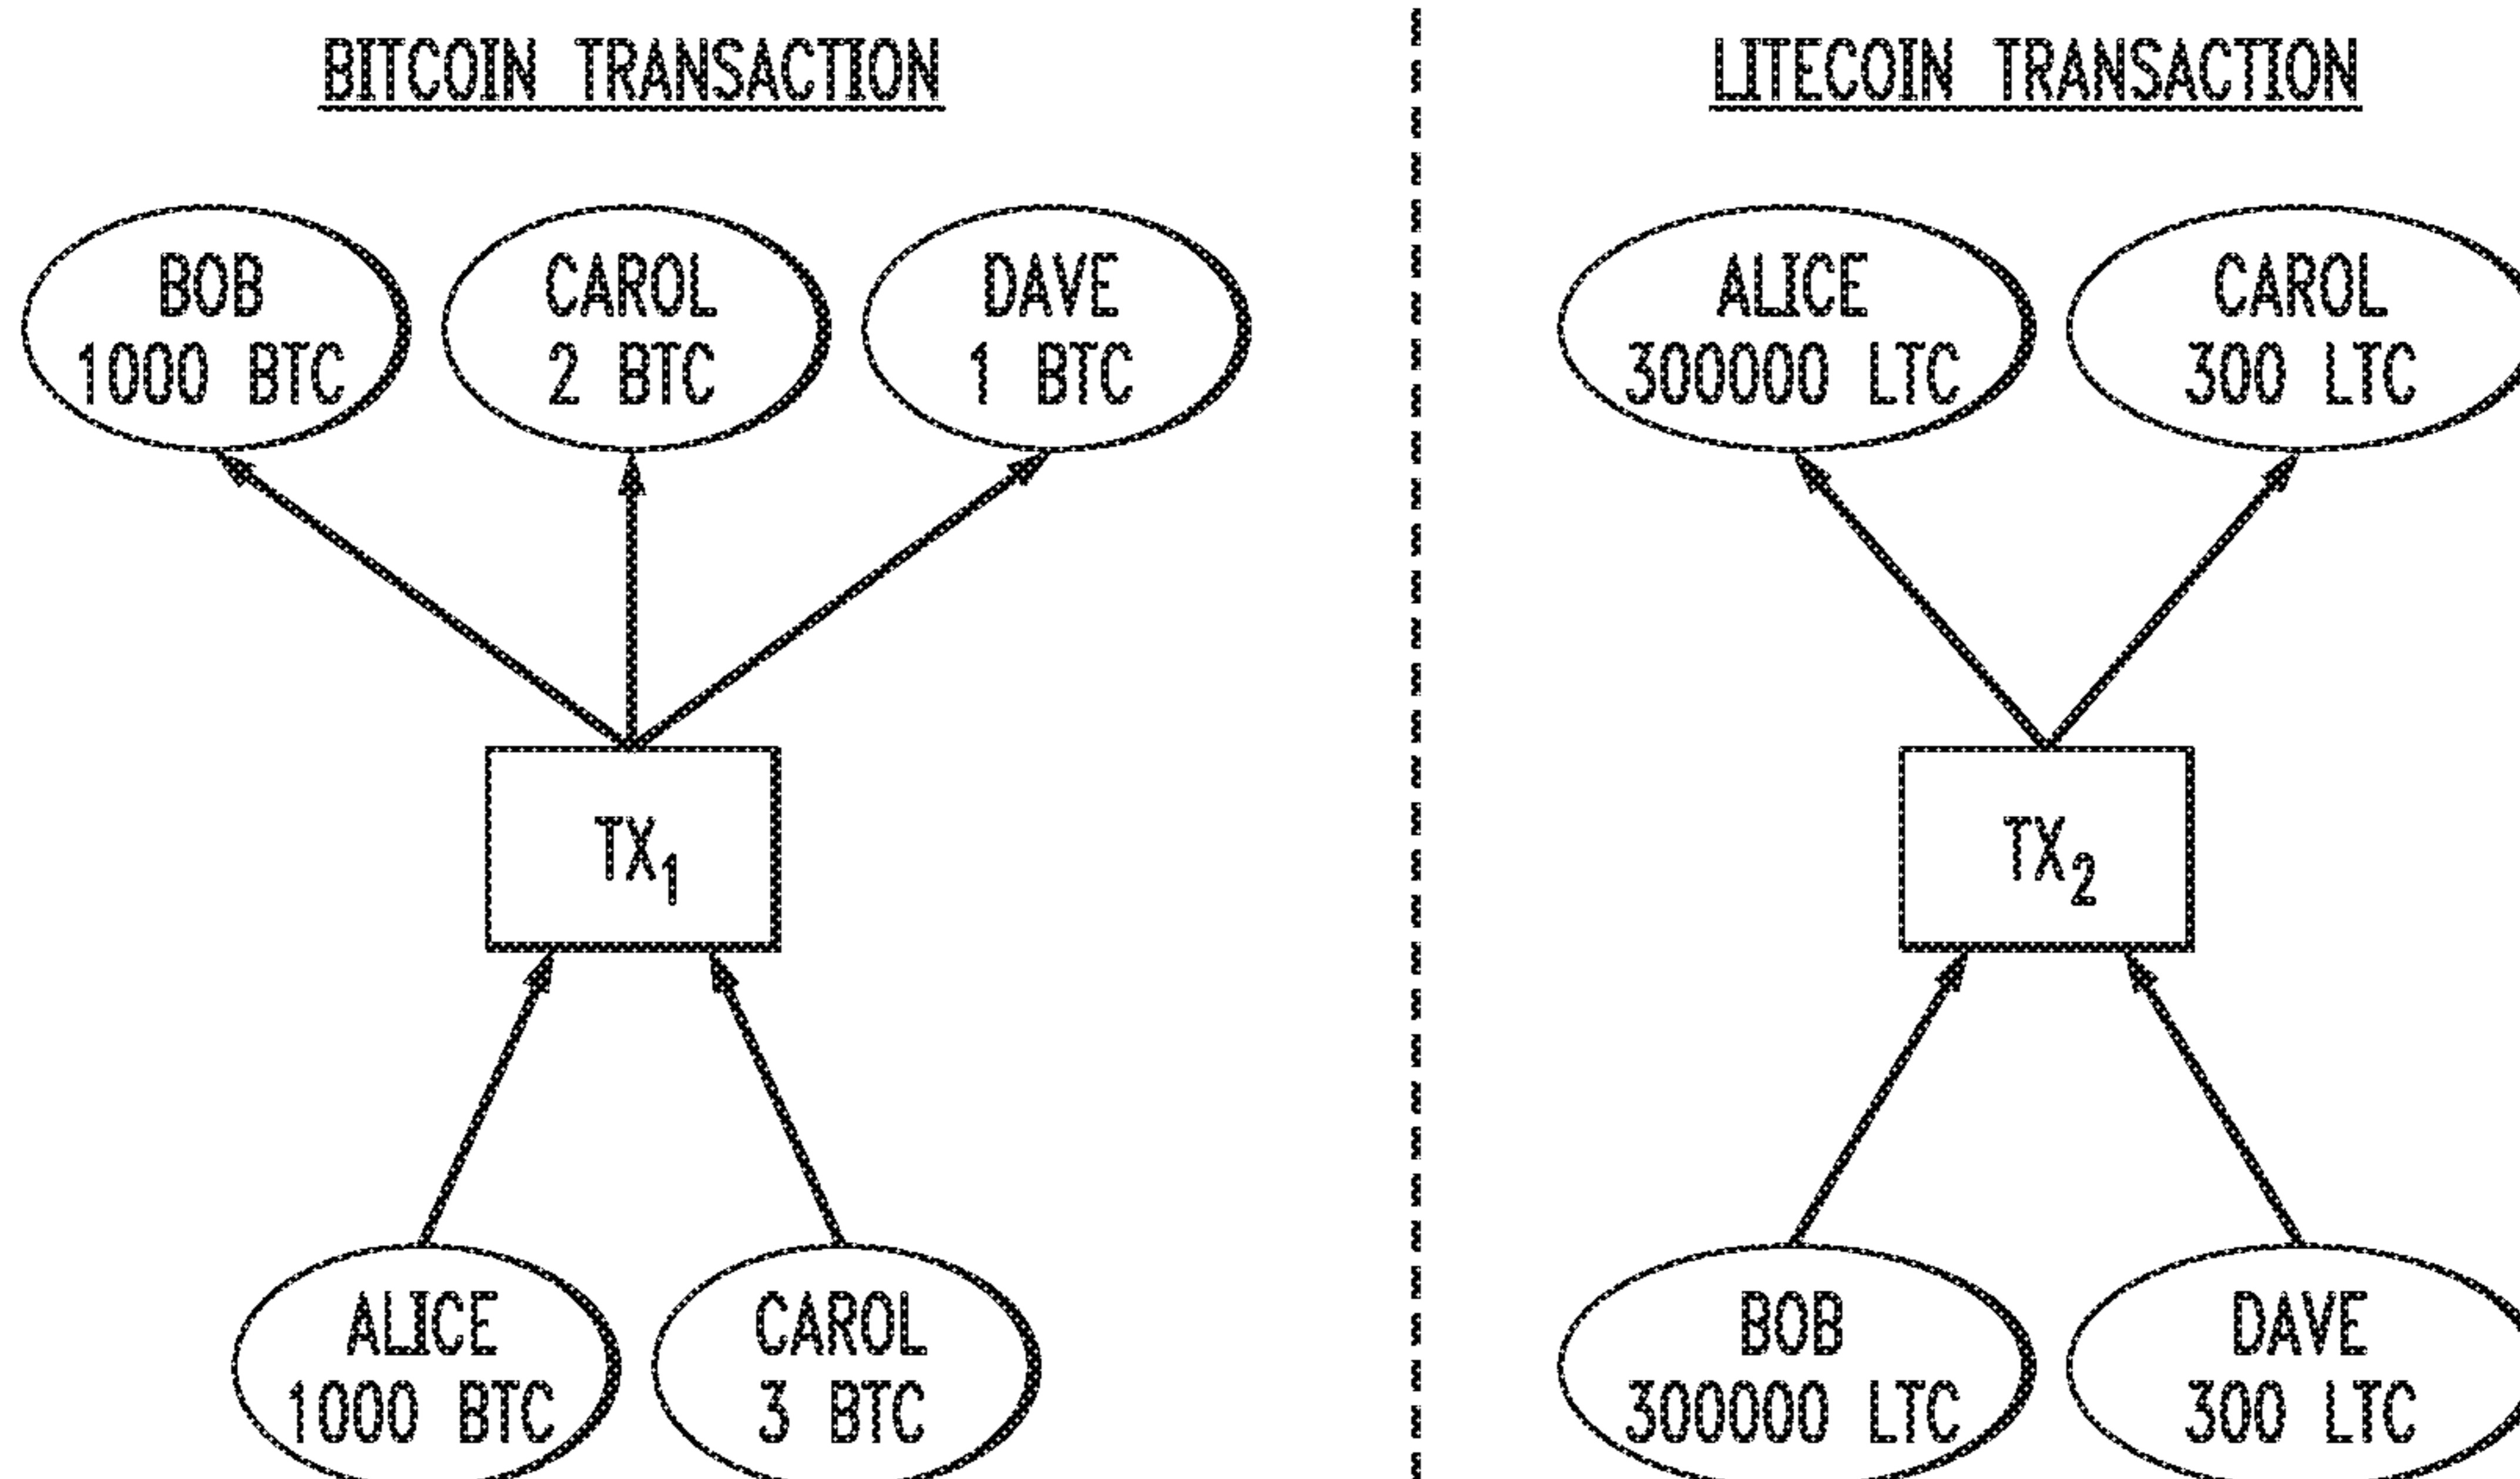 BITCOIN TRANSACTION
BOB
1000 BTC
CAROL
2 BTC
DAVE
1 BTC
TX1
ALICE
1000 BTC
CAROL
3 BTC
LITECOIN TRANSACTION
ALICE
300000 LTC
CAROL
300 LTC
TX2
BOB
300000 LTC
DAVE
300 LTC